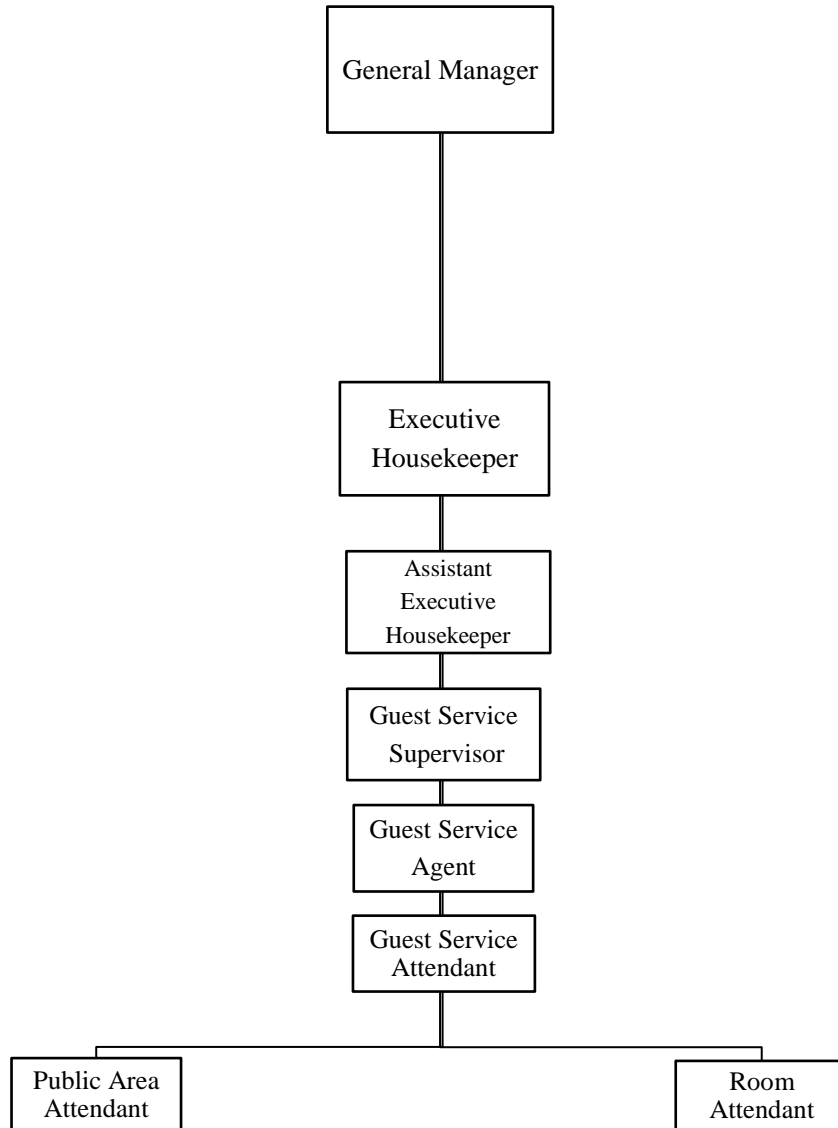 General Manager
Executive
Housekeeper
Assistant
Executive
Housekeeper
Guest Service
Supervisor
Guest Service
Agent
Guest Service
Attendant
Public Area
Attendant
Room
Attendant